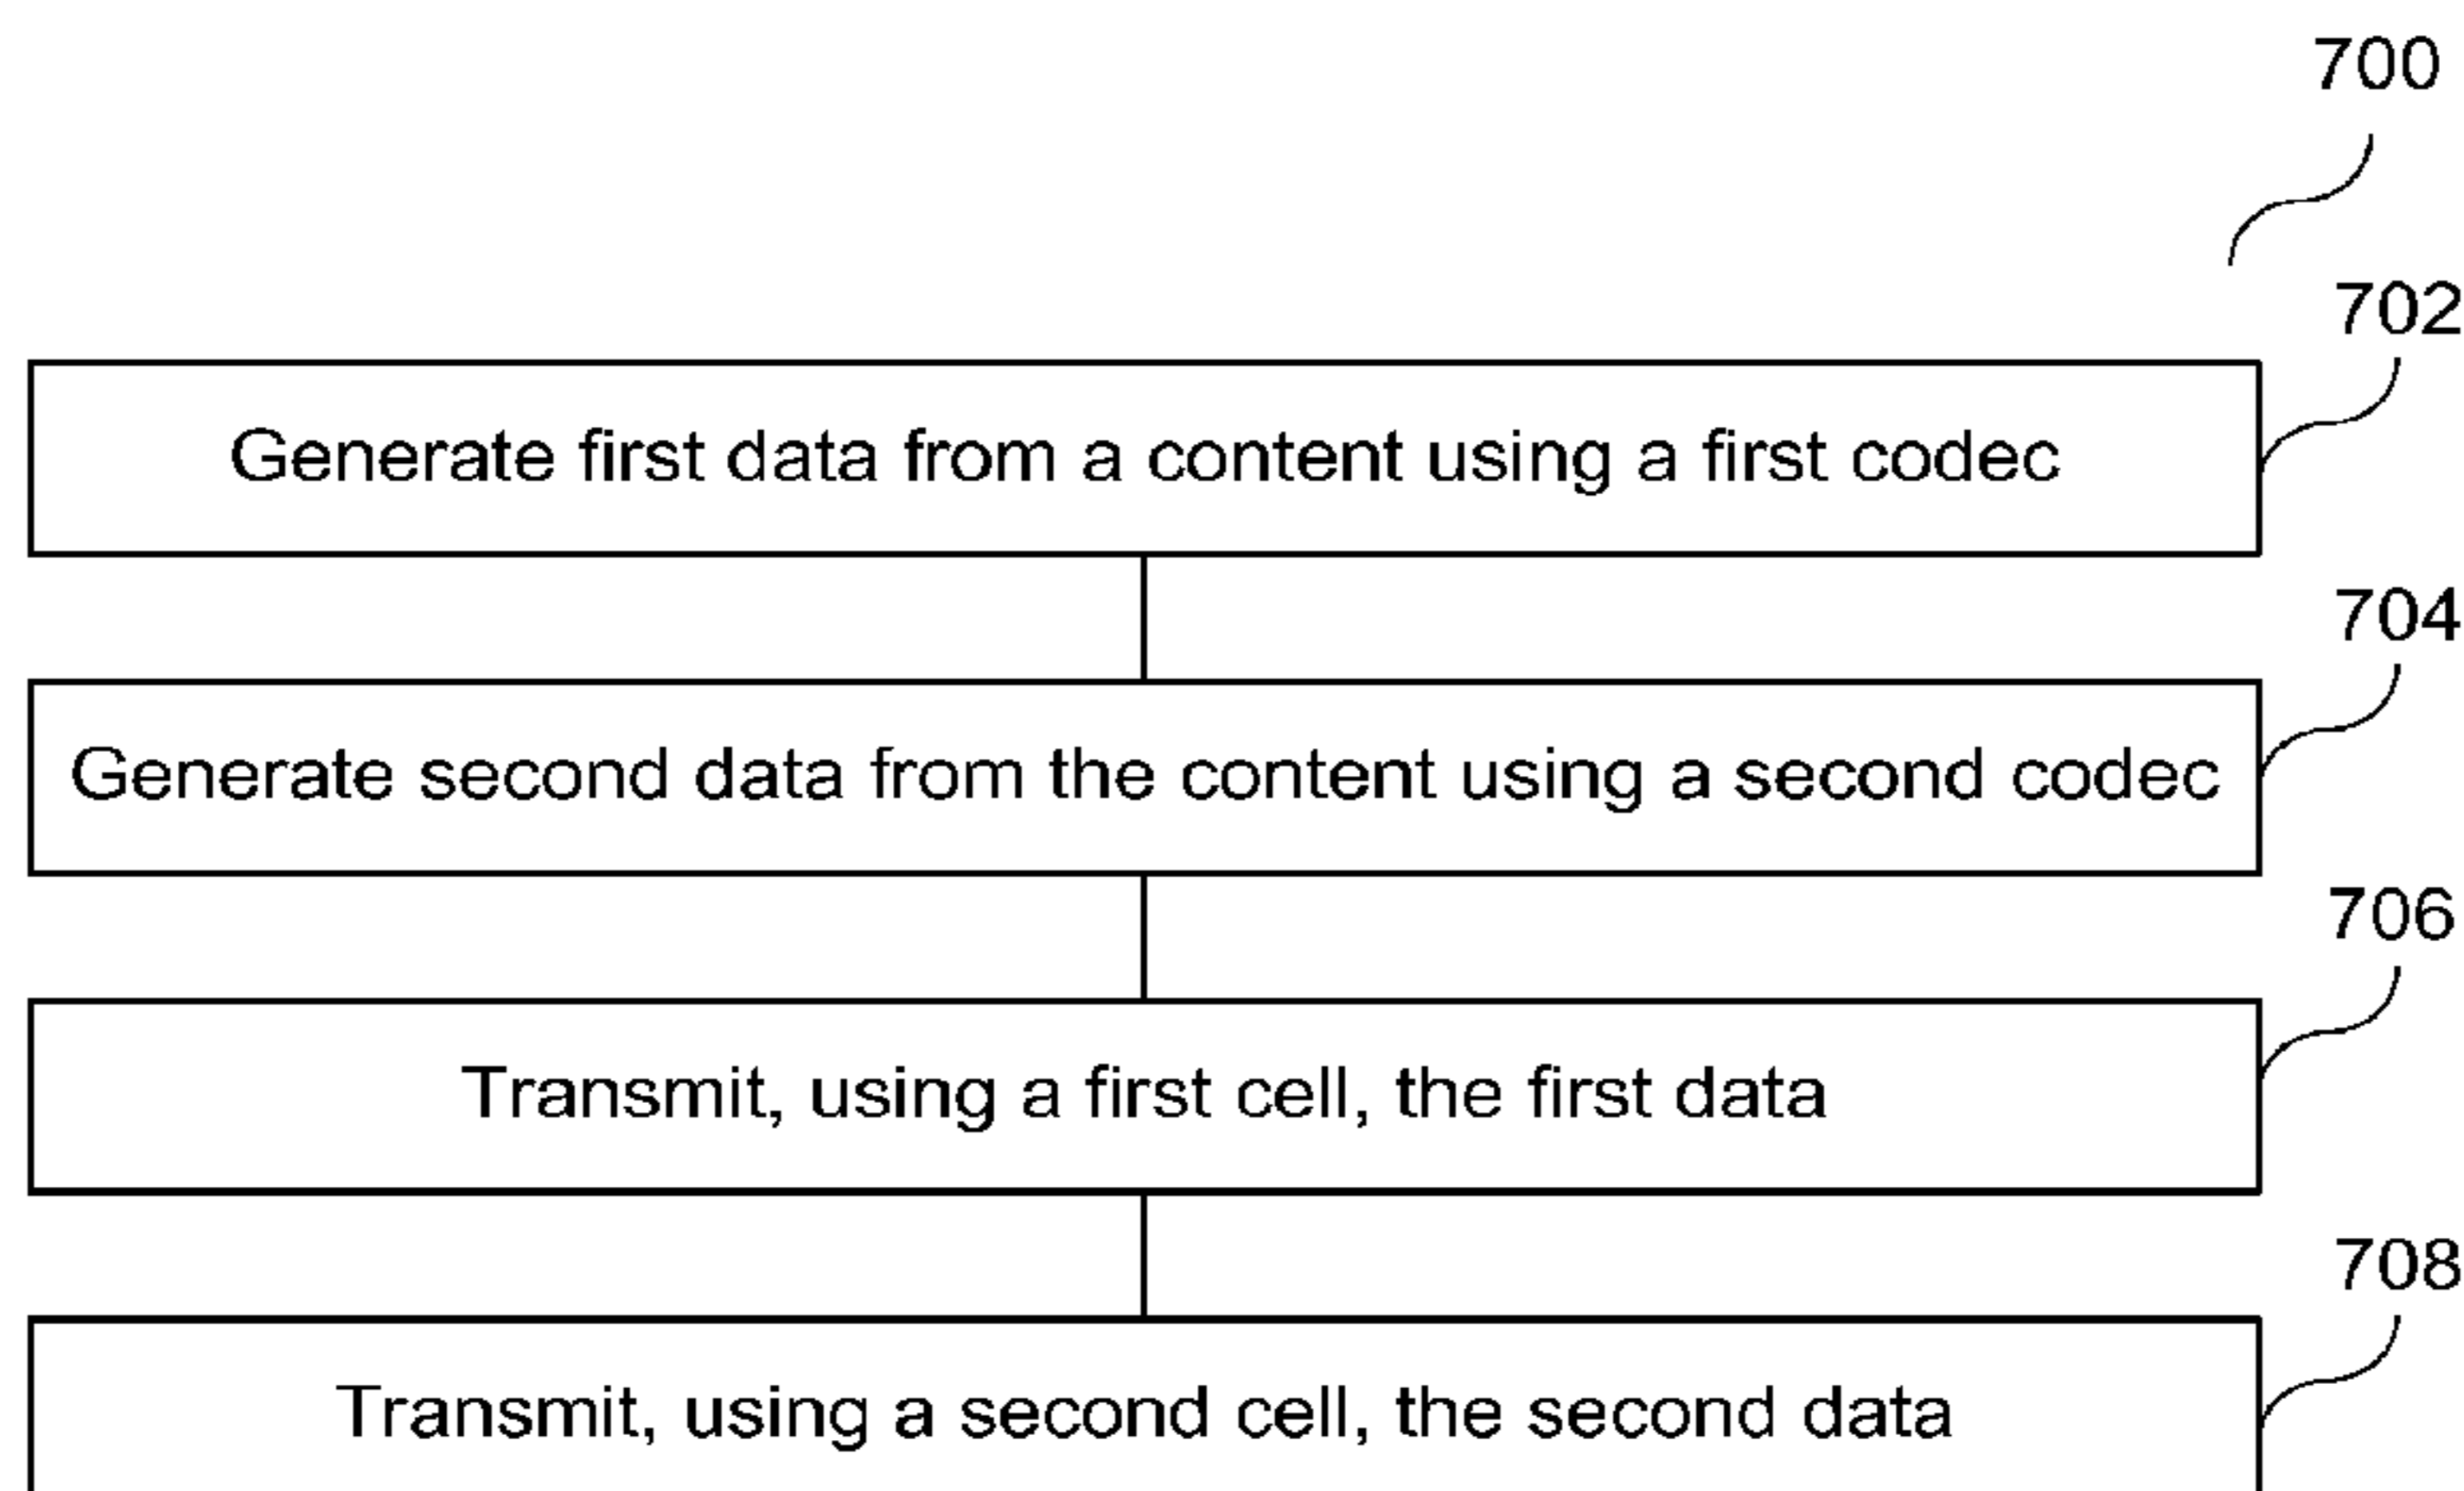 700
702
Generate first data from a content using a first codec
704
Generate second data from the content using a second codec
706
Transmit, using a first cell, the first data
708
Transmit, using a second cell, the second data